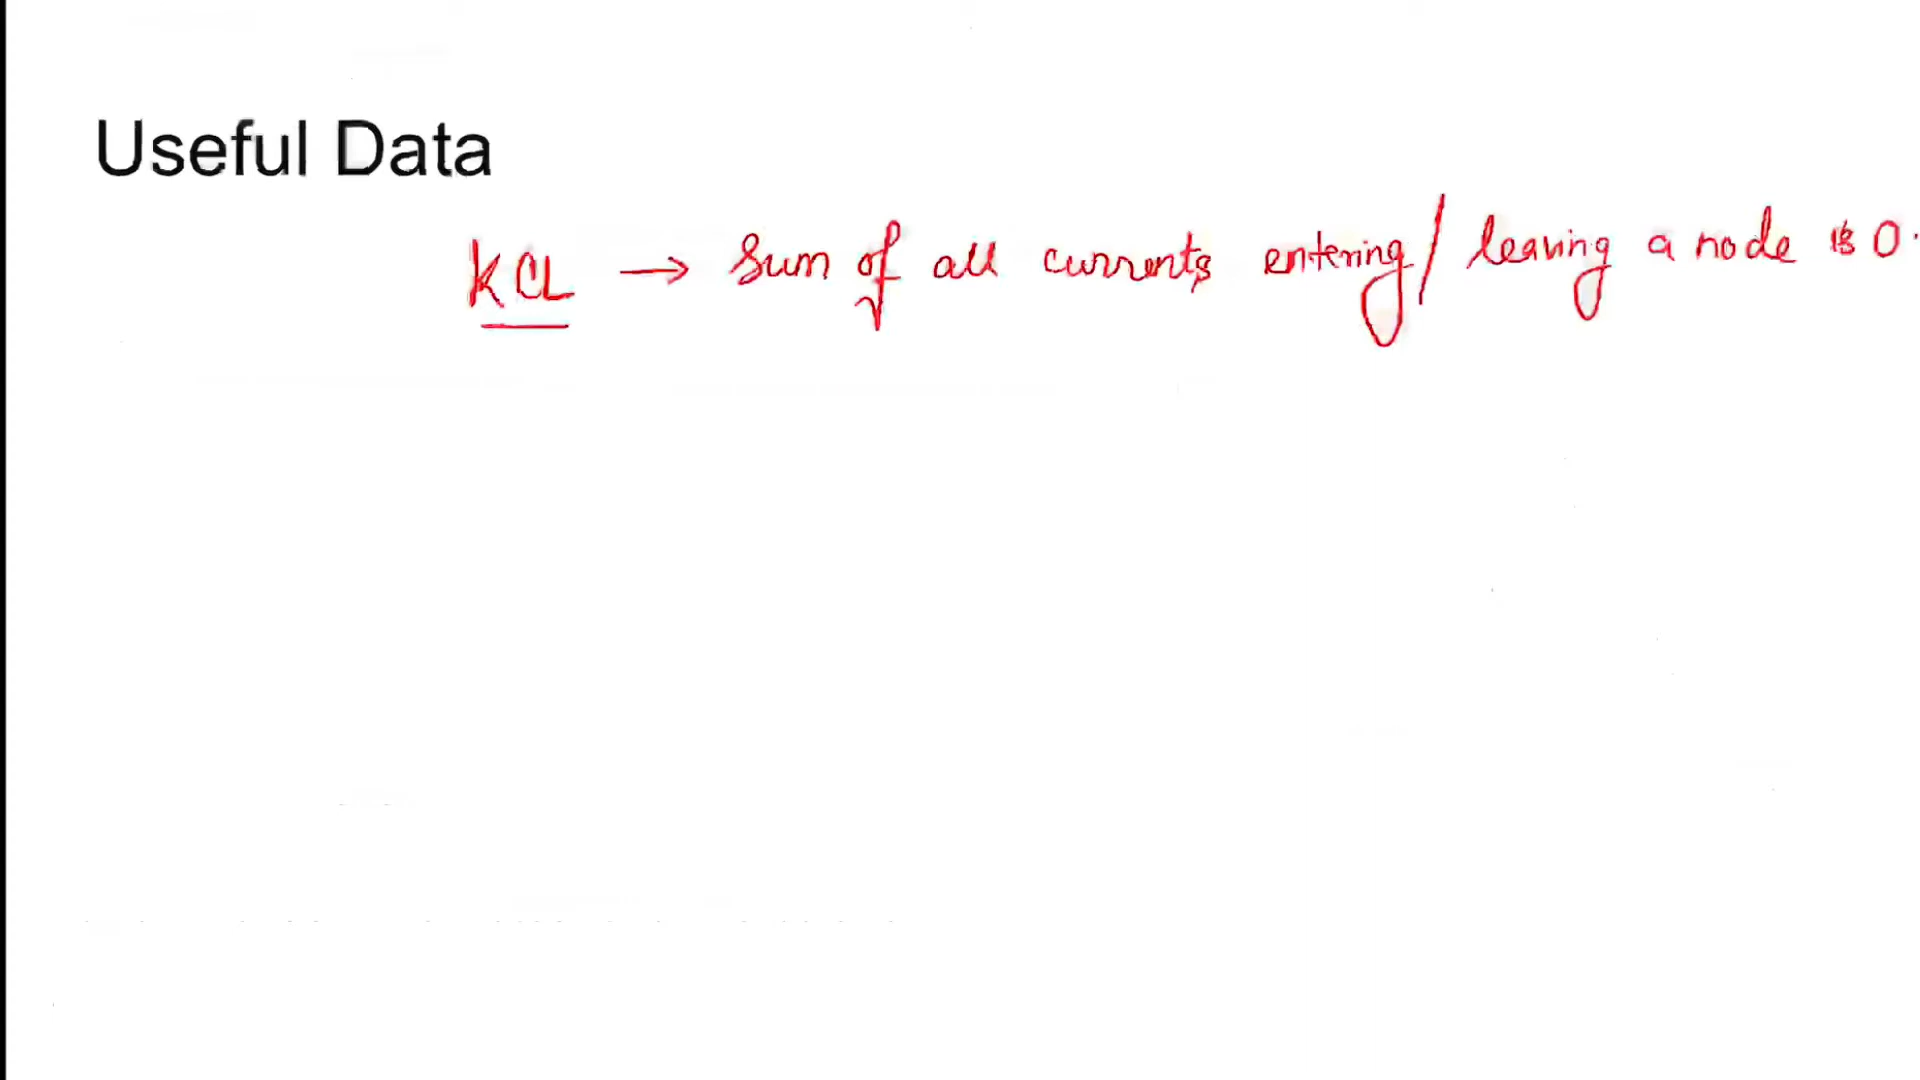 Useful Data
KCL → Sum of all currents entering/ leaving a node is 0.